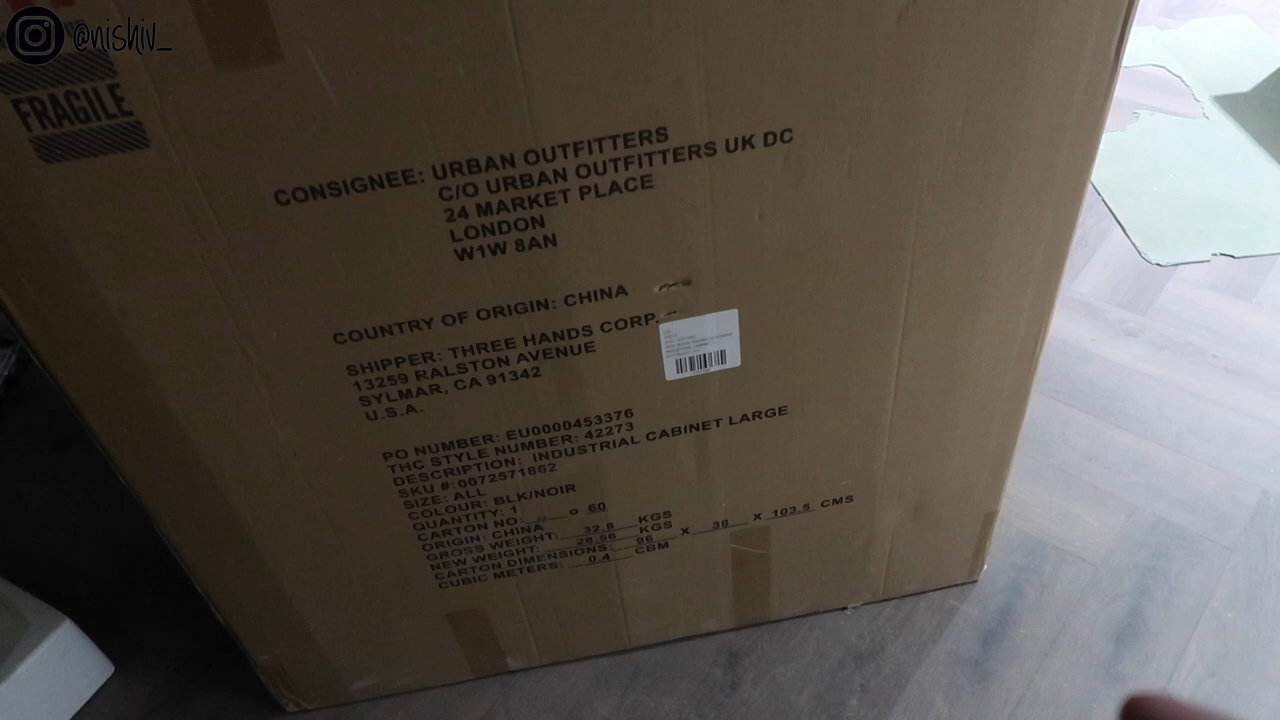 @nishiv_
FRAGILE
CONSIGNEE: URBAN OUTFITTERS
C/O URBAN OUTFITTERS UK DC
24 MARKET PLACE
LONDON
W1W 8AN
COUNTRY OF ORIGIN: CHINA
SHIPPER: THREE HANDS CORP.
13259 RALSTON AVENUE
SYLMAR, CA 91342
U.S.A.
PO NUMBER: EU0000453376
THC STYLE NUMBER: 42273
DESCRIPTION: INDUSTRIAL CABINET LARGE
SKU #:0072571862
SIZE: ALL
COLOUR: BLK/NOIR
QUANTITY: 1
CARTON NO: o 60
ORIGIN: CHINA
GROSS WEIGHT: 32.8 KGS
NEW WEIGHT: 28.56 KGS
CARTON DIMENSIONS: 96 X 38 X 103.5 CMS
CUBIC METERS: 0.4 CBM